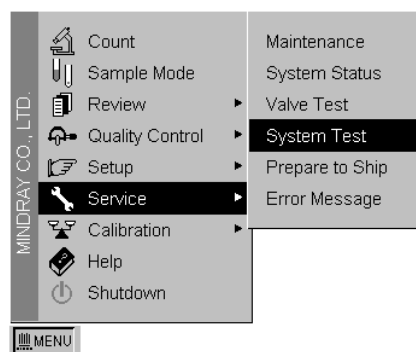 MINDRAY CO., LTD.
Count
Sample Mode
Review
Quality Control
Setup
Service
Calibration
Help
Shutdown
Maintenance
System Status
Valve Test
System Test
Prepare to Ship
Error Message
MENU